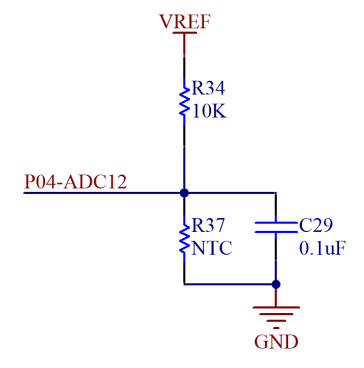 VREF
R34
10K
P04-ADC12
R37
NTC
C29
0.1uF
GND